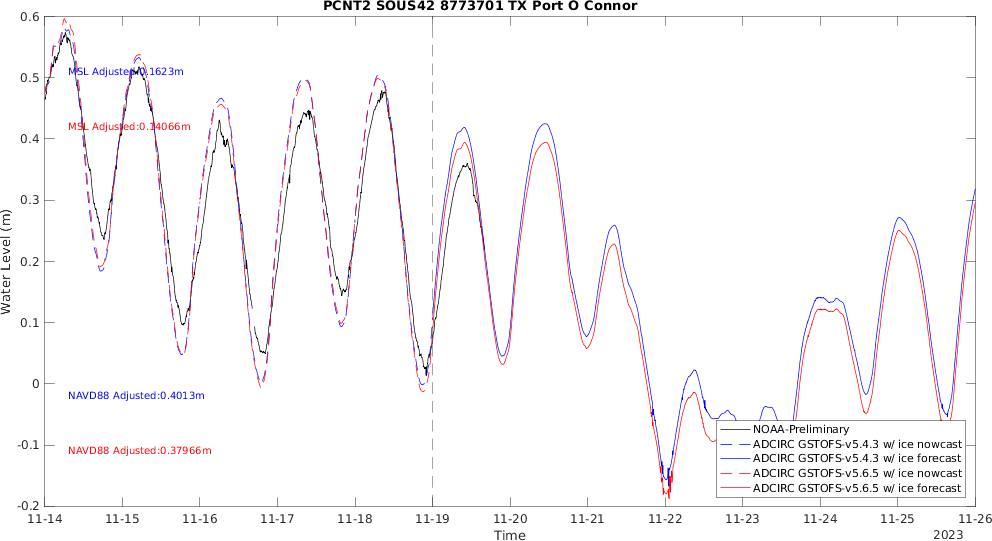 PCNT2 SOUS42 8773701 TX Port O Connor
0.6
0.5
0.4
0.3
0.2
0.1
0
-0.1
-0.2
Water Level (m)
MSL Adjusted:0.1623m
MSL Adjusted:0.14066m
NAVD88 Adjusted:0.4013m
NAVD88 Adjusted:0.37966m
NOAA-Preliminary
ADCIRC GSTOFS-v5.4.3 w/ ice nowcast
ADCIRC GSTOFS-v5.4.3 w/ ice forecast
ADCIRC GSTOFS-v5.6.5 w/ ice nowcast
ADCIRC GSTOFS-v5.6.5 w/ ice forecast
11-14 11-15 11-16 11-17 11-18 11-19 11-20 11-21 11-22 11-23 11-24 11-25 11-26
Time
2023